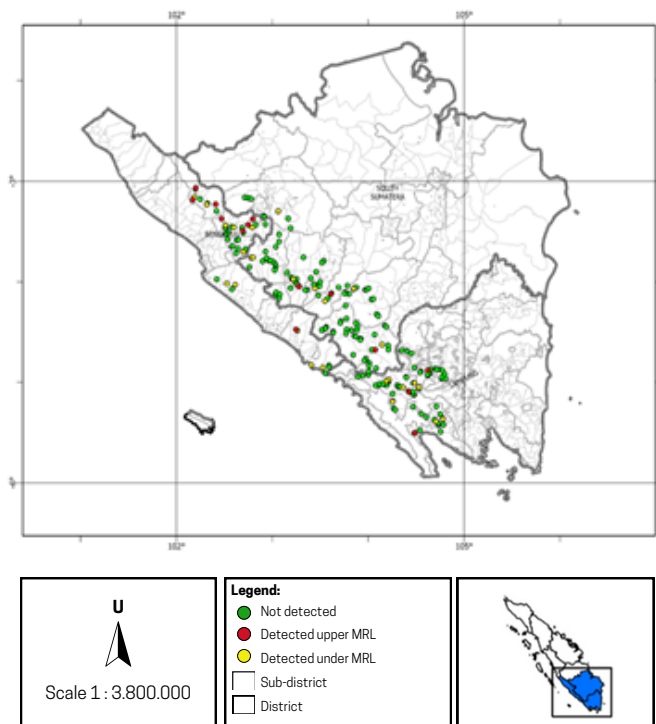 102°
105°
SOUTH
SUMATERA
102°
105°
U
Scale 1 : 3.800.000
Legend:
Not detected
Detected upper MRL
Detected under MRL
Sub-district
District